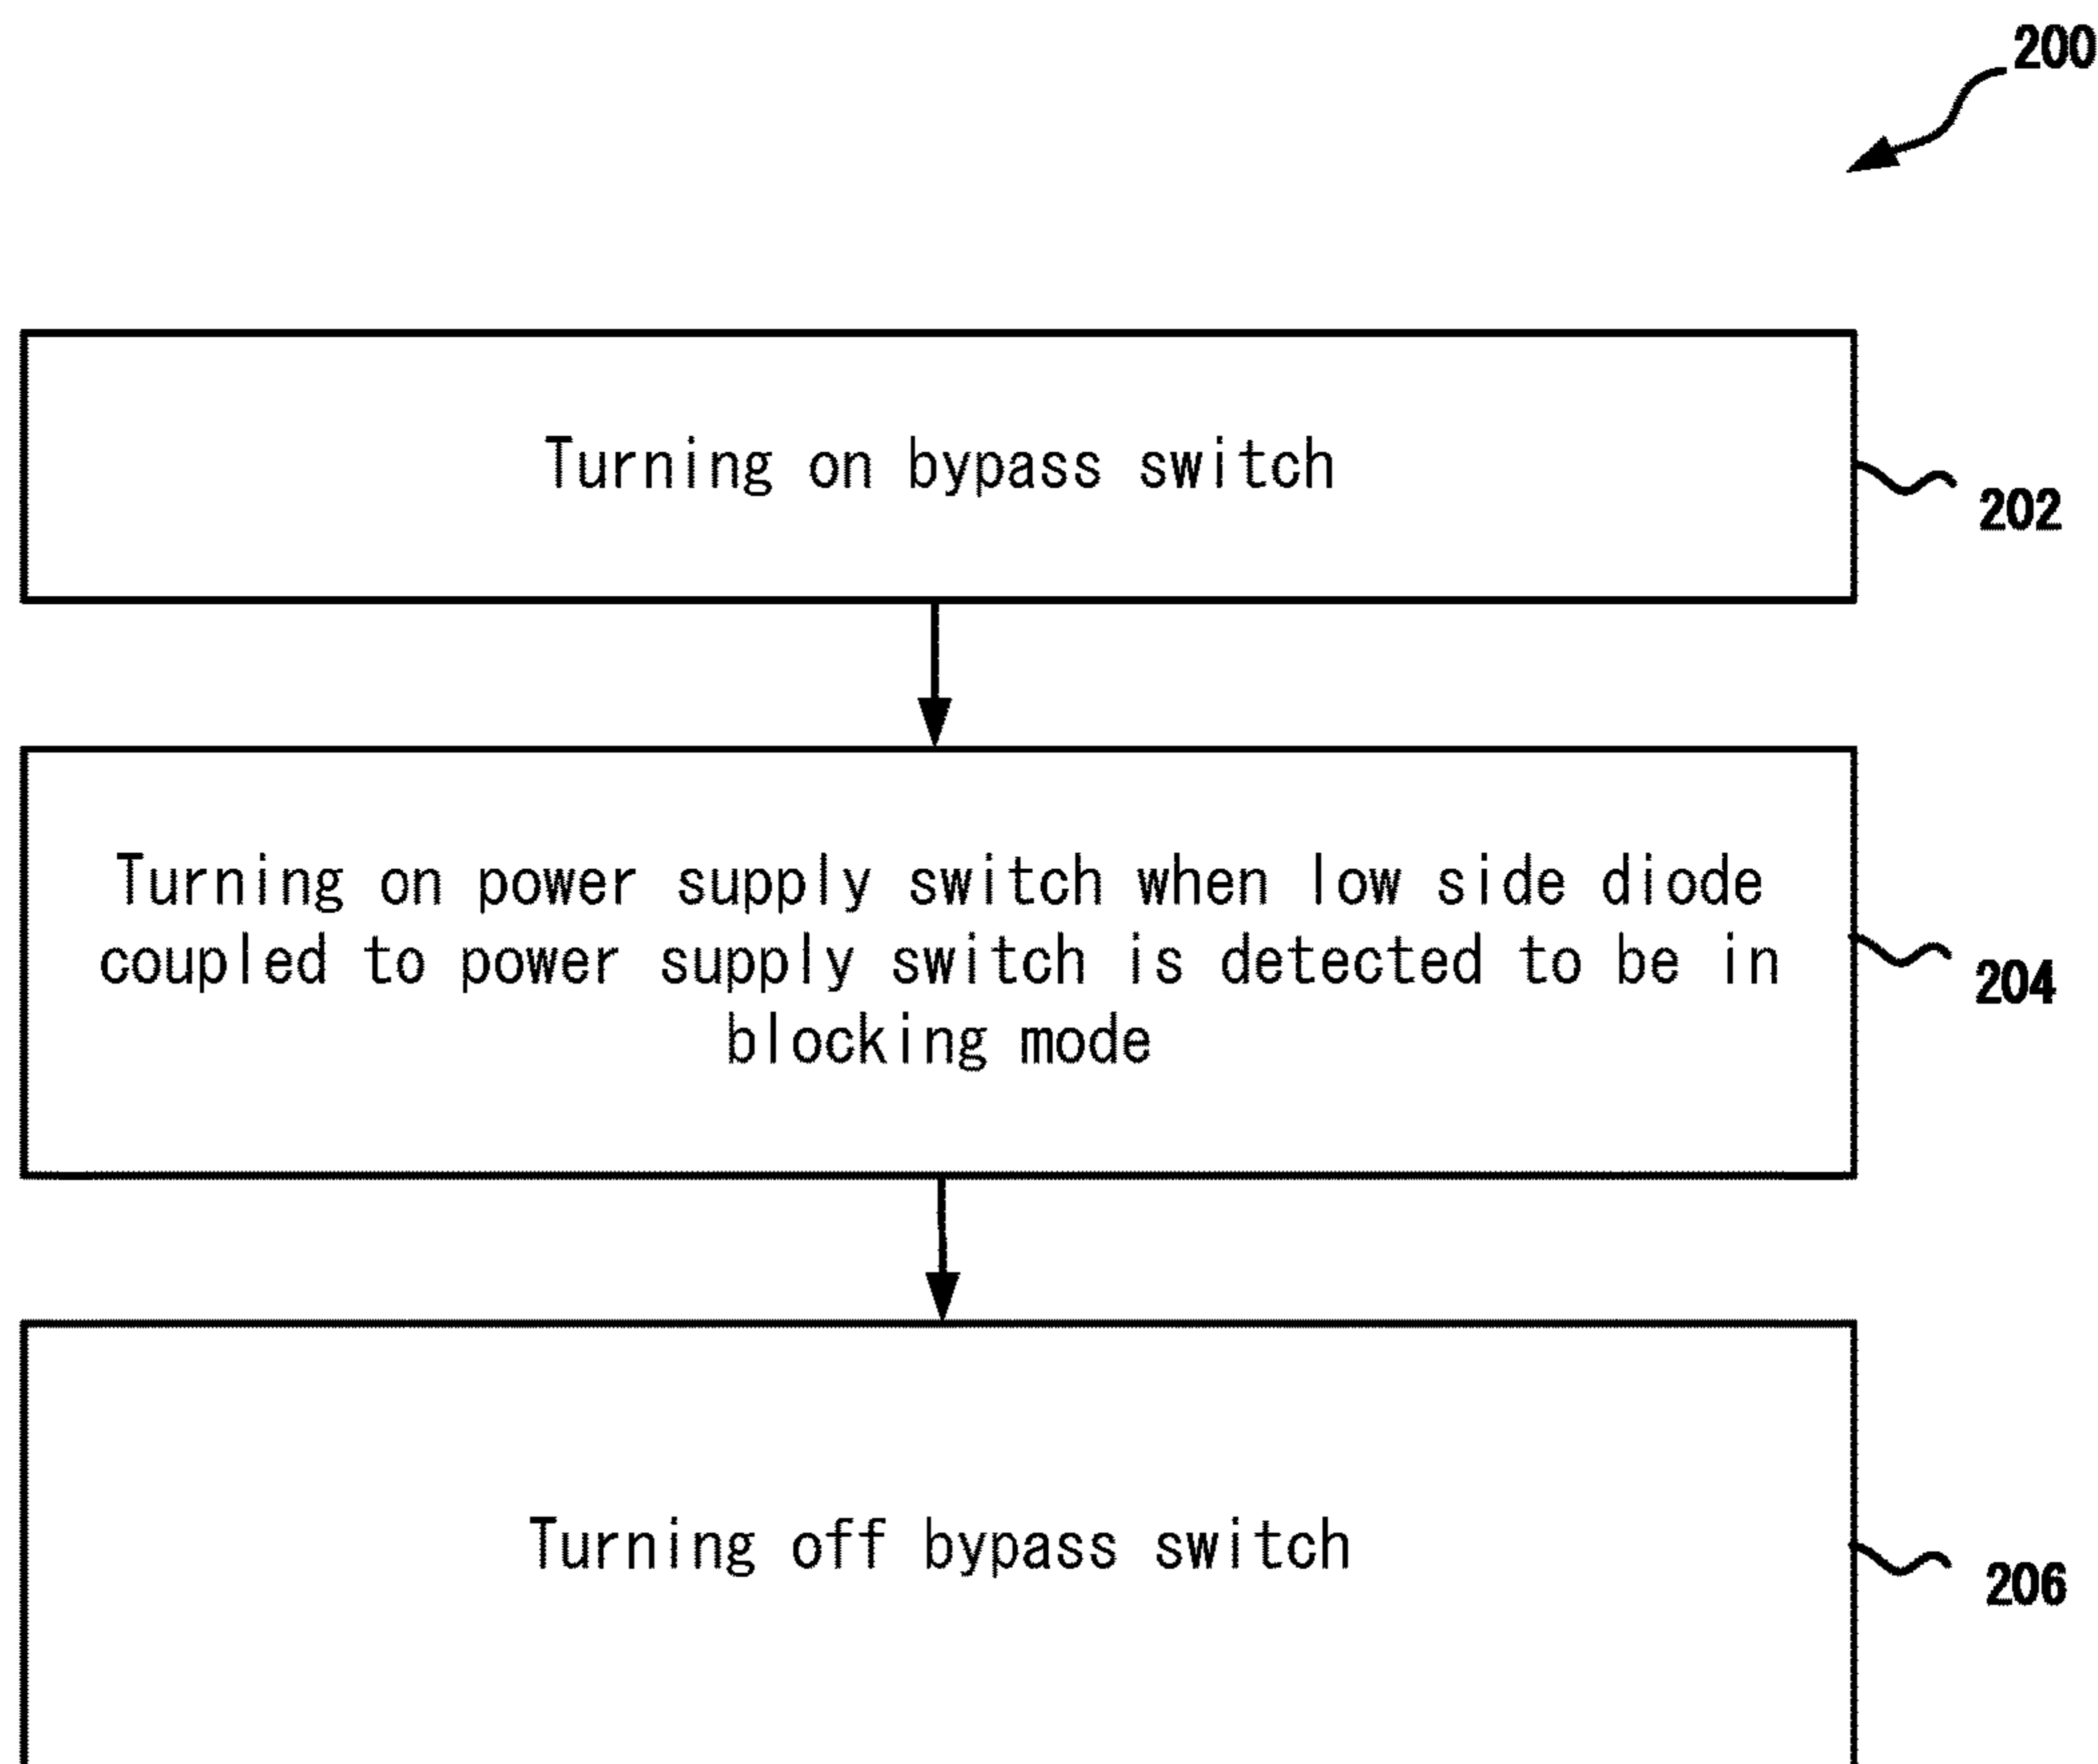 200
Turning on bypass switch
202
Turning on power supply switch when low side diode
coupled to power supply switch is detected to be in
blocking mode
204
Turning off bypass switch
206